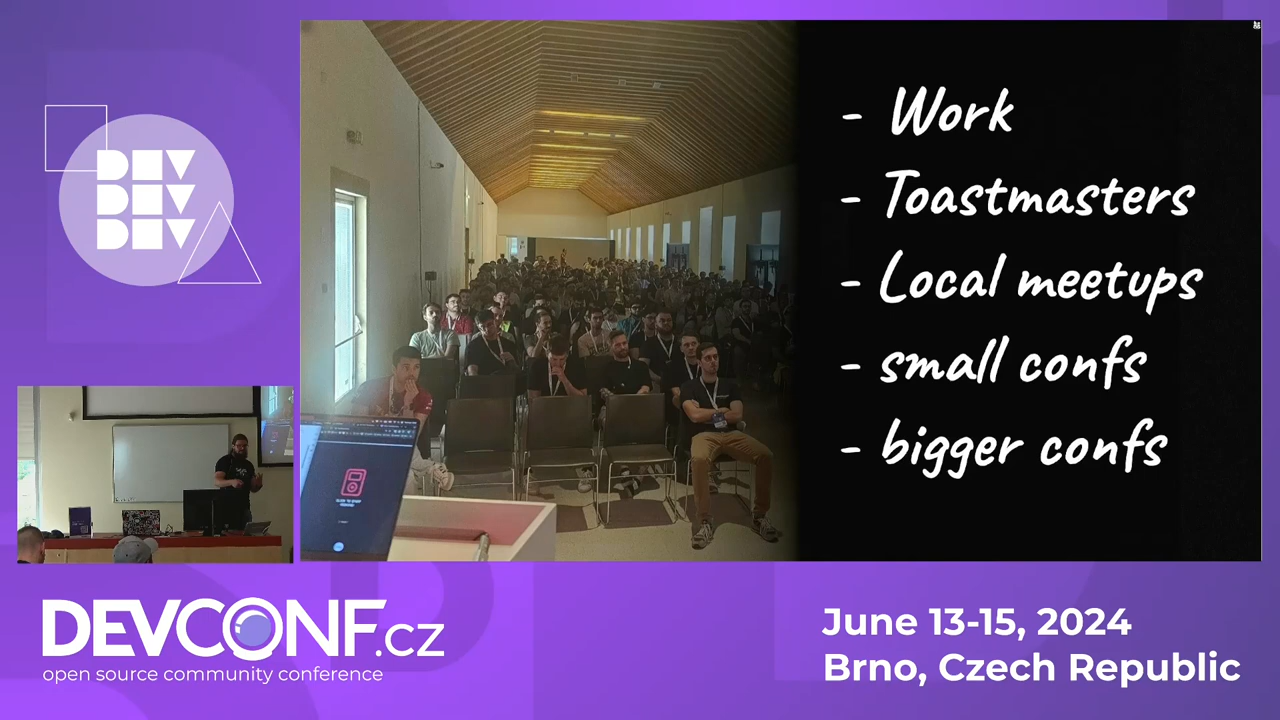 DEV
DEV
DEV
- Work
- Toastmasters
- Local meetups
- small confs
- bigger confs
DEVCONF.cz
open source community conference
June 13-15, 2024
Brno, Czech Republic